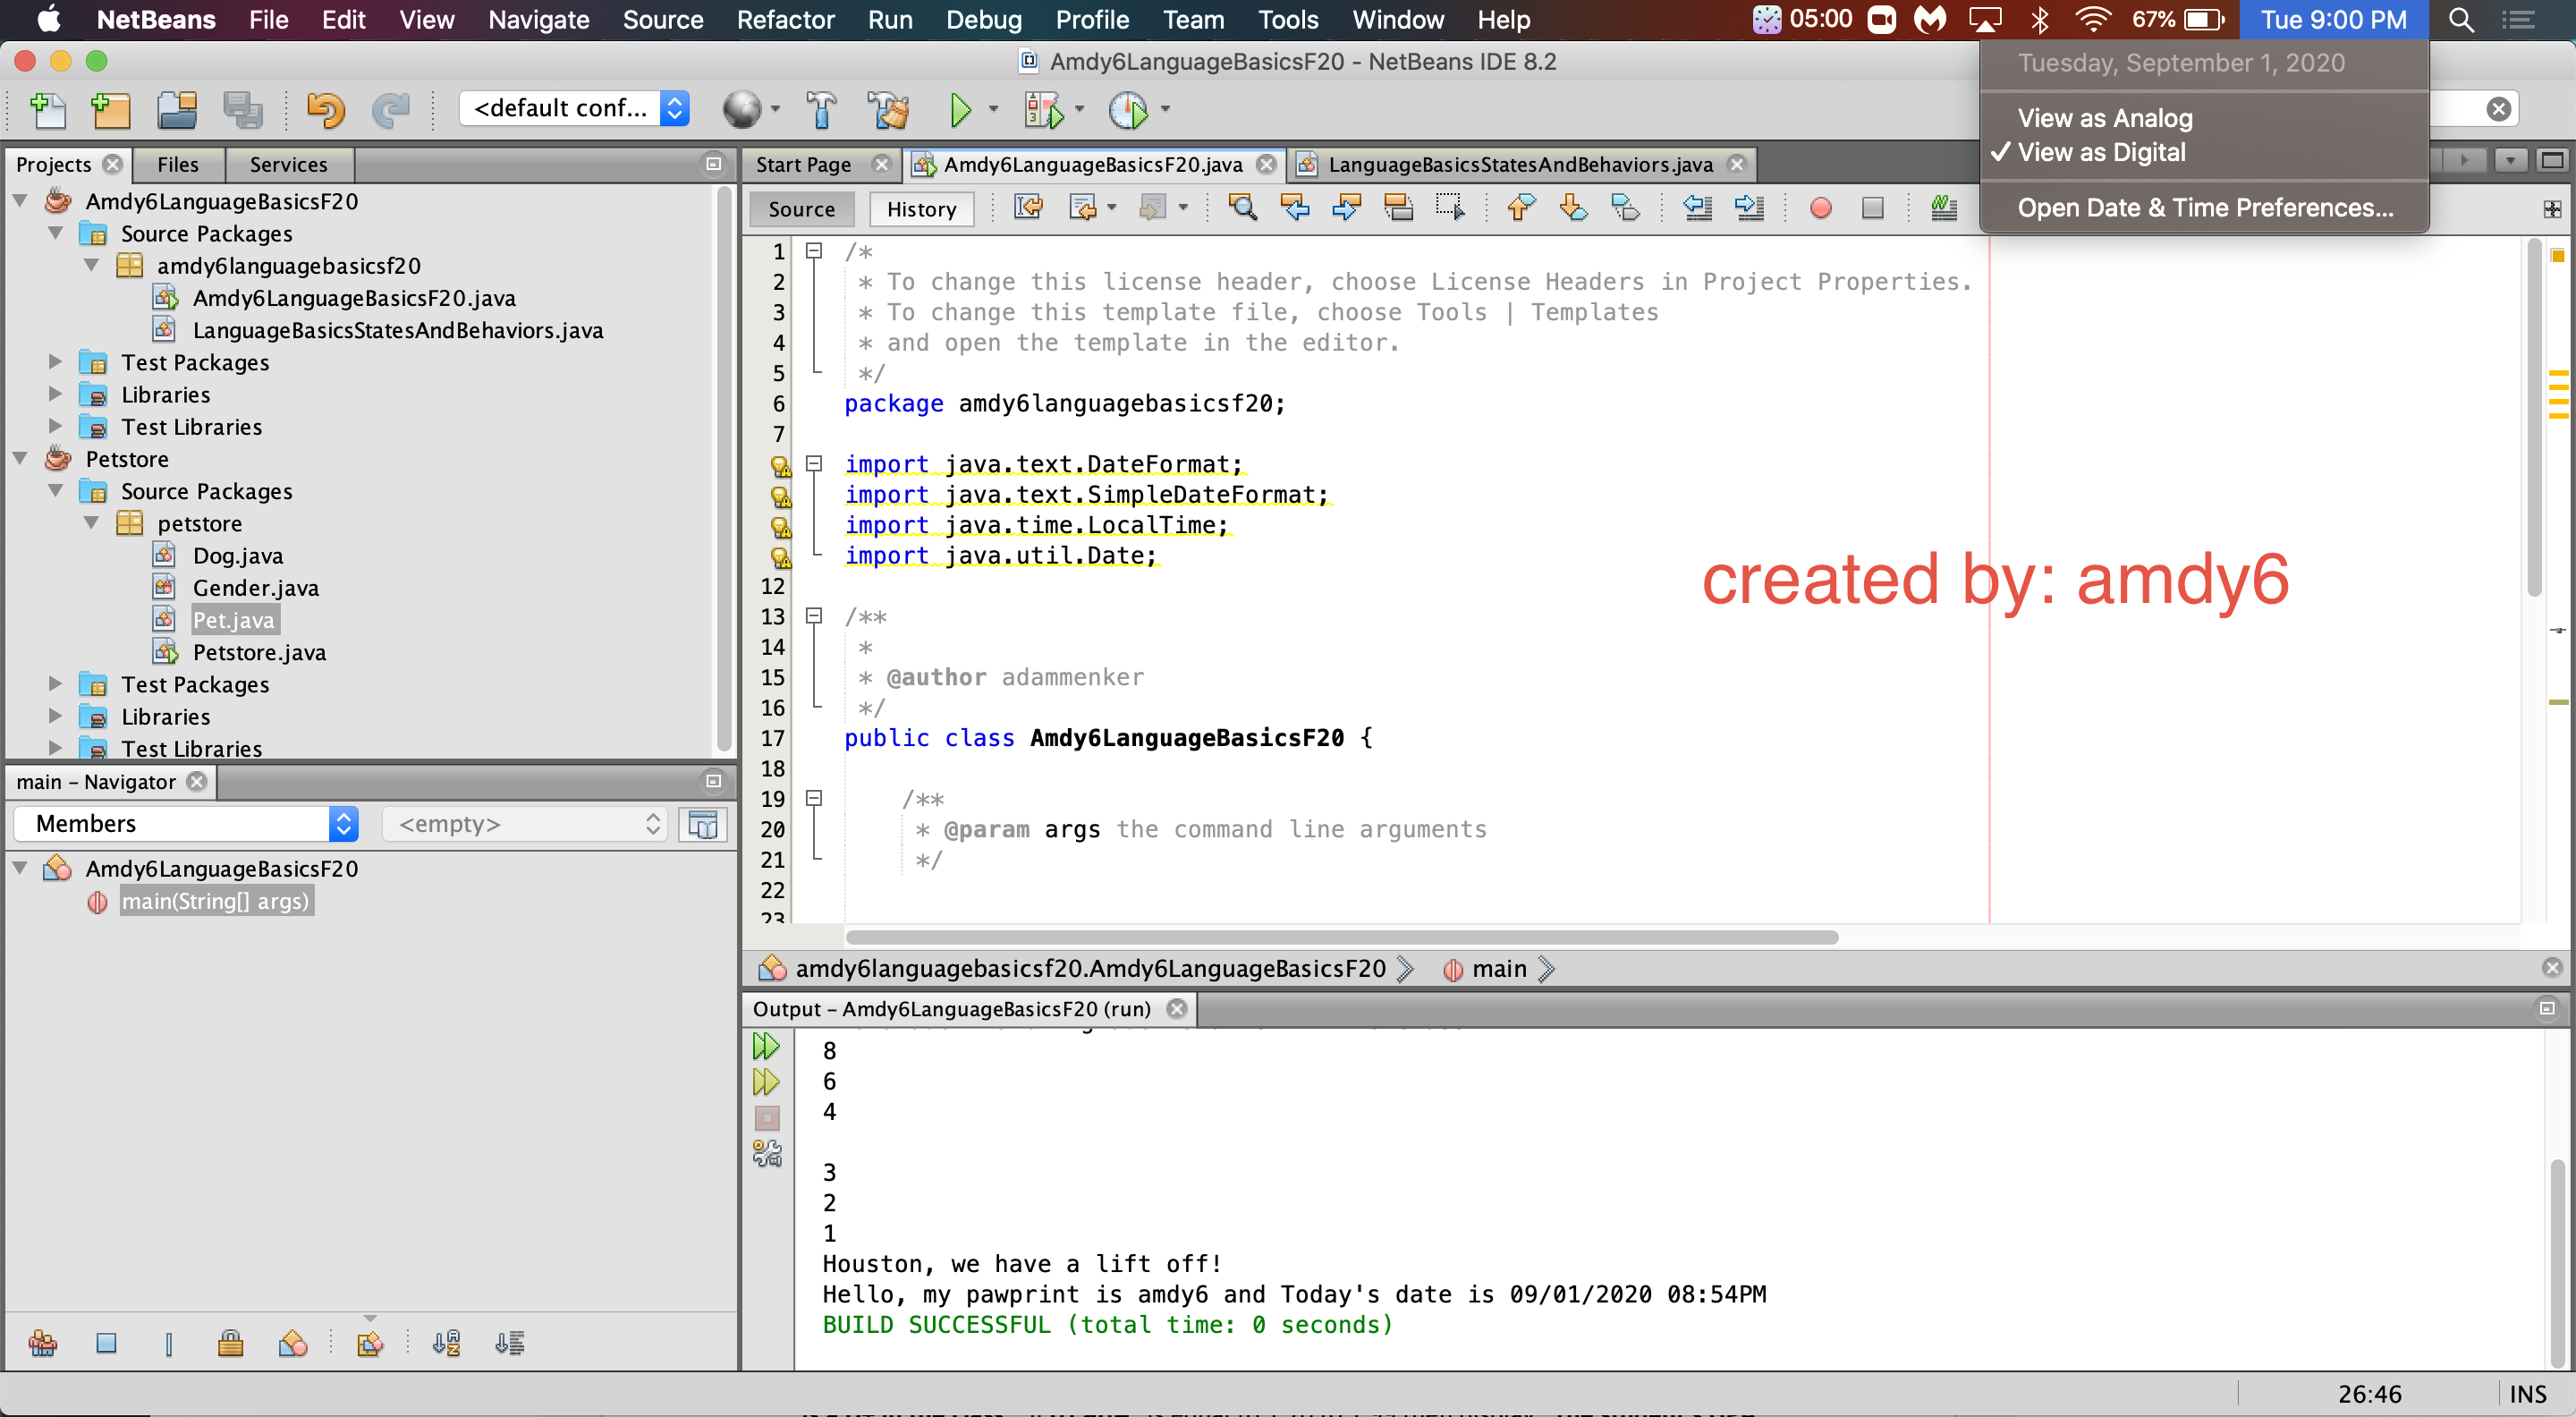 NetBeans File Edit View Navigate Source Refactor Run Debug Profile Team Tools Window Help 05:00 67% Tue 9:00 PM
Amdy6LanguageBasicsF20 - NetBeans IDE 8.2
Tuesday, September 1, 2020
View as Analog
✓ View as Digital
Open Date & Time Preferences...
<default conf...
Projects Files Services
Amdy6LanguageBasicsF20
Source Packages
amdy6languagebasicsf20
Amdy6LanguageBasicsF20.java
LanguageBasicsStatesAndBehaviors.java
Test Packages
Libraries
Test Libraries
Petstore
Source Packages
petstore
Dog.java
Gender.java
Pet.java
Petstore.java
Test Packages
Libraries
Test Libraries
main - Navigator
Members <empty>
Amdy6LanguageBasicsF20
main(String[] args)
Start Page Amdy6LanguageBasicsF20.java LanguageBasicsStatesAndBehaviors.java
Source History
1 /*
2 * To change this license header, choose License Headers in Project Properties.
3 * To change this template file, choose Tools | Templates
4 * and open the template in the editor.
5 */
6 package amdy6languagebasicsf20;
7
import java.text.DateFormat;
import java.text.SimpleDateFormat;
import java.time.LocalTime;
import java.util.Date;
12
13 /**
14 *
15 * @author adammenker
16 */
17 public class Amdy6LanguageBasicsF20 {
18
19 /**
20 * @param args the command line arguments
21 */
22
23
created by: amdy6
amdy6languagebasicsf20.Amdy6LanguageBasicsF20 main
Output - Amdy6LanguageBasicsF20 (run)
8
6
4
3
2
1
Houston, we have a lift off!
Hello, my pawprint is amdy6 and Today's date is 09/01/2020 08:54PM
BUILD SUCCESSFUL (total time: 0 seconds)
26:46 INS